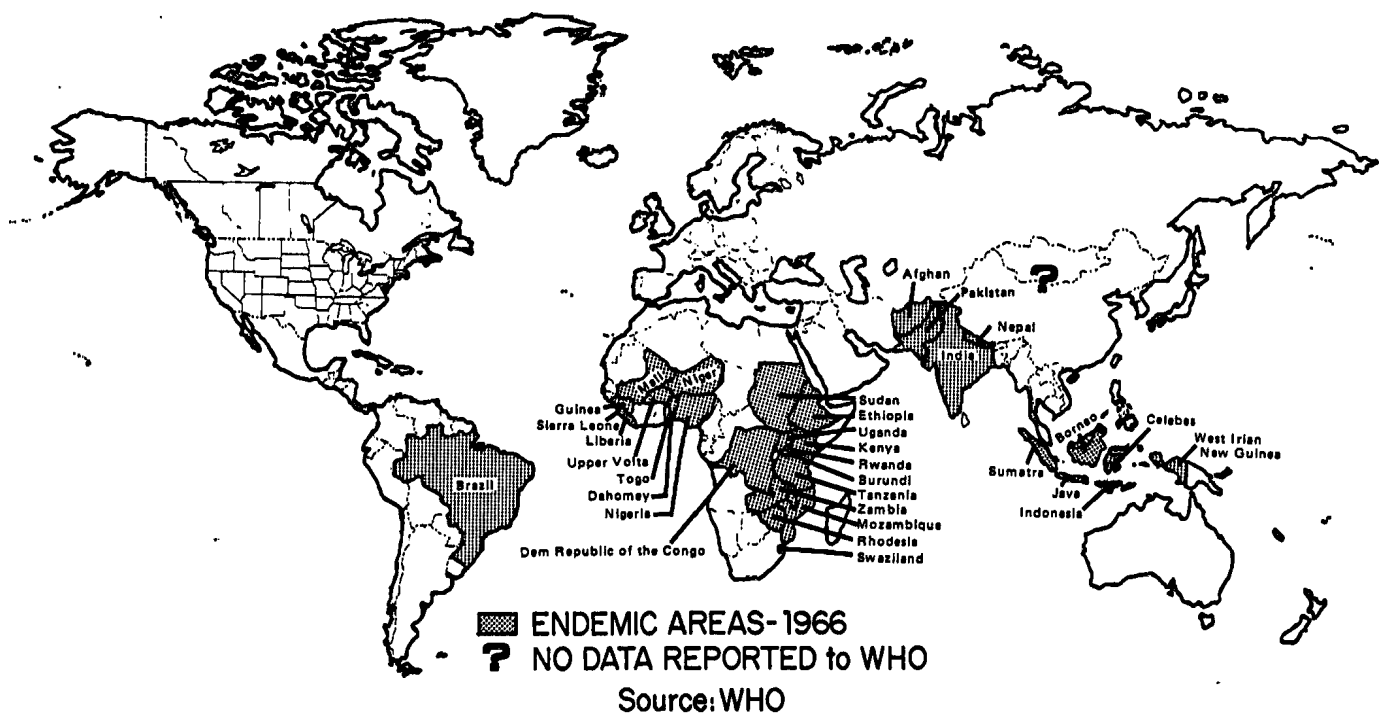 Afghan
?
Pakistan
Nepal
India
Mali
Niger
Guinea
Sierra Leone
Liberia
Upper Volta
Togo
Dahomey
Nigeria
Dem Republic of the Congo
Sudan
Ethiopia
Uganda
Kenya
Rwanda
Burundi
Tanzania
Zambia
Mozambique
Rhodesia
Swaziland
Brazil
Borneo
Celebes
West Irian
New Guinea
Sumatra
Java
Indonesia
ENDEMIC AREAS-1966
? NO DATA REPORTED to WHO
Source: WHO